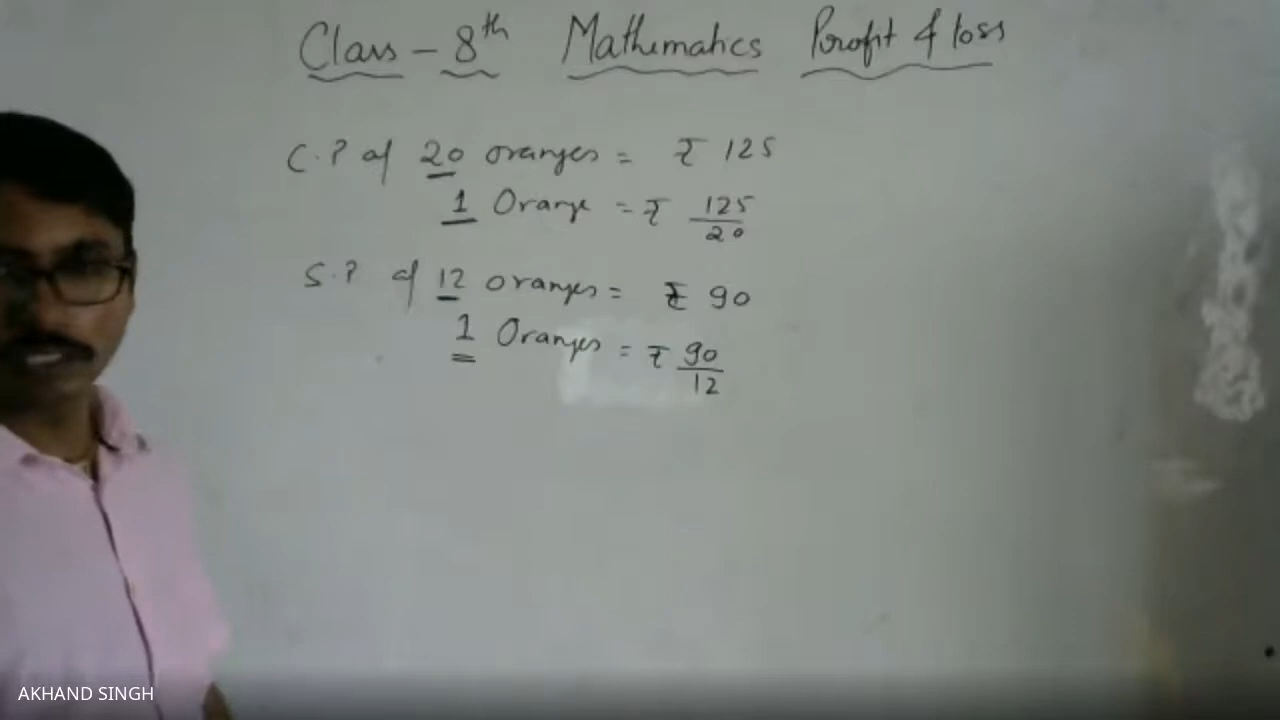 Class - 8th Mathematics Profit & loss
C.P of 20 oranges = ₹ 125
1 Orange = ₹ 125/20
S.P of 12 oranges = ₹ 90
1 Oranges = ₹ 90/12
AKHAND SINGH